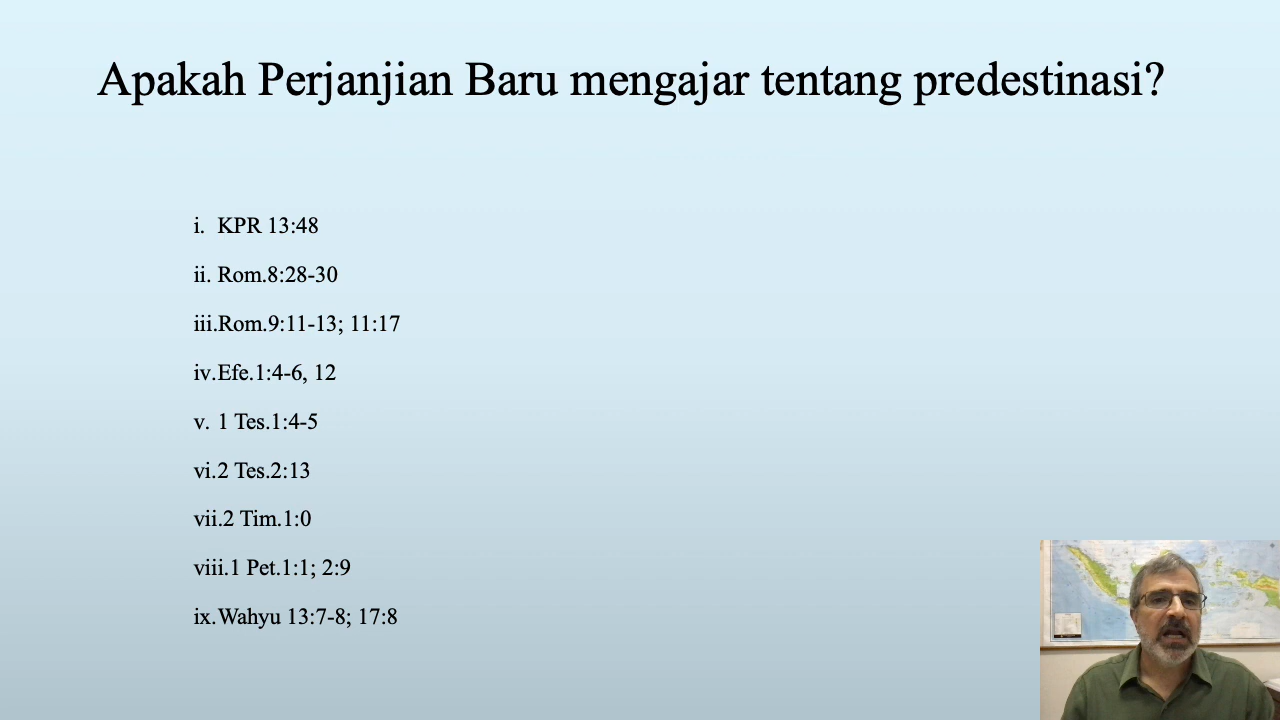 Apakah Perjanjian Baru mengajar tentang predestinasi?
i. KPR 13:48
ii. Rom.8:28-30
iii.Rom.9:11-13; 11:17
iv.Efe.1:4-6, 12
v. 1 Tes.1:4-5
vi.2 Tes.2:13
vii.2 Tim.1:0
viii.1 Pet.1:1; 2:9
ix.Wahyu 13:7-8; 17:8